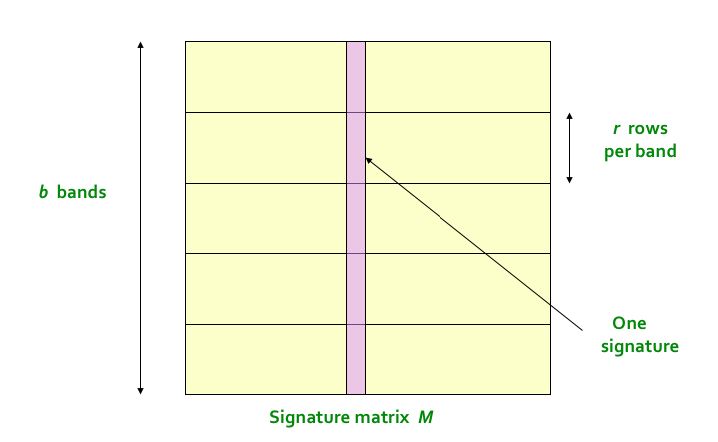 r rows
per band
b bands
One
signature
Signature matrix M